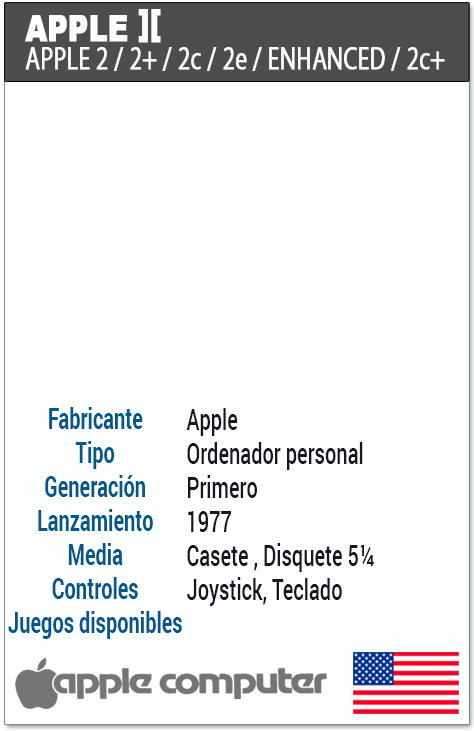 APPLE ][
APPLE 2 / 2+ / 2c / 2e / ENHANCED / 2c+
Fabricante Apple
Tipo Ordenador personal
Generación Primero
Lanzamiento 1977
Media Casete , Disquete 5¼
Controles Joystick, Teclado
Juegos disponibles
apple computer